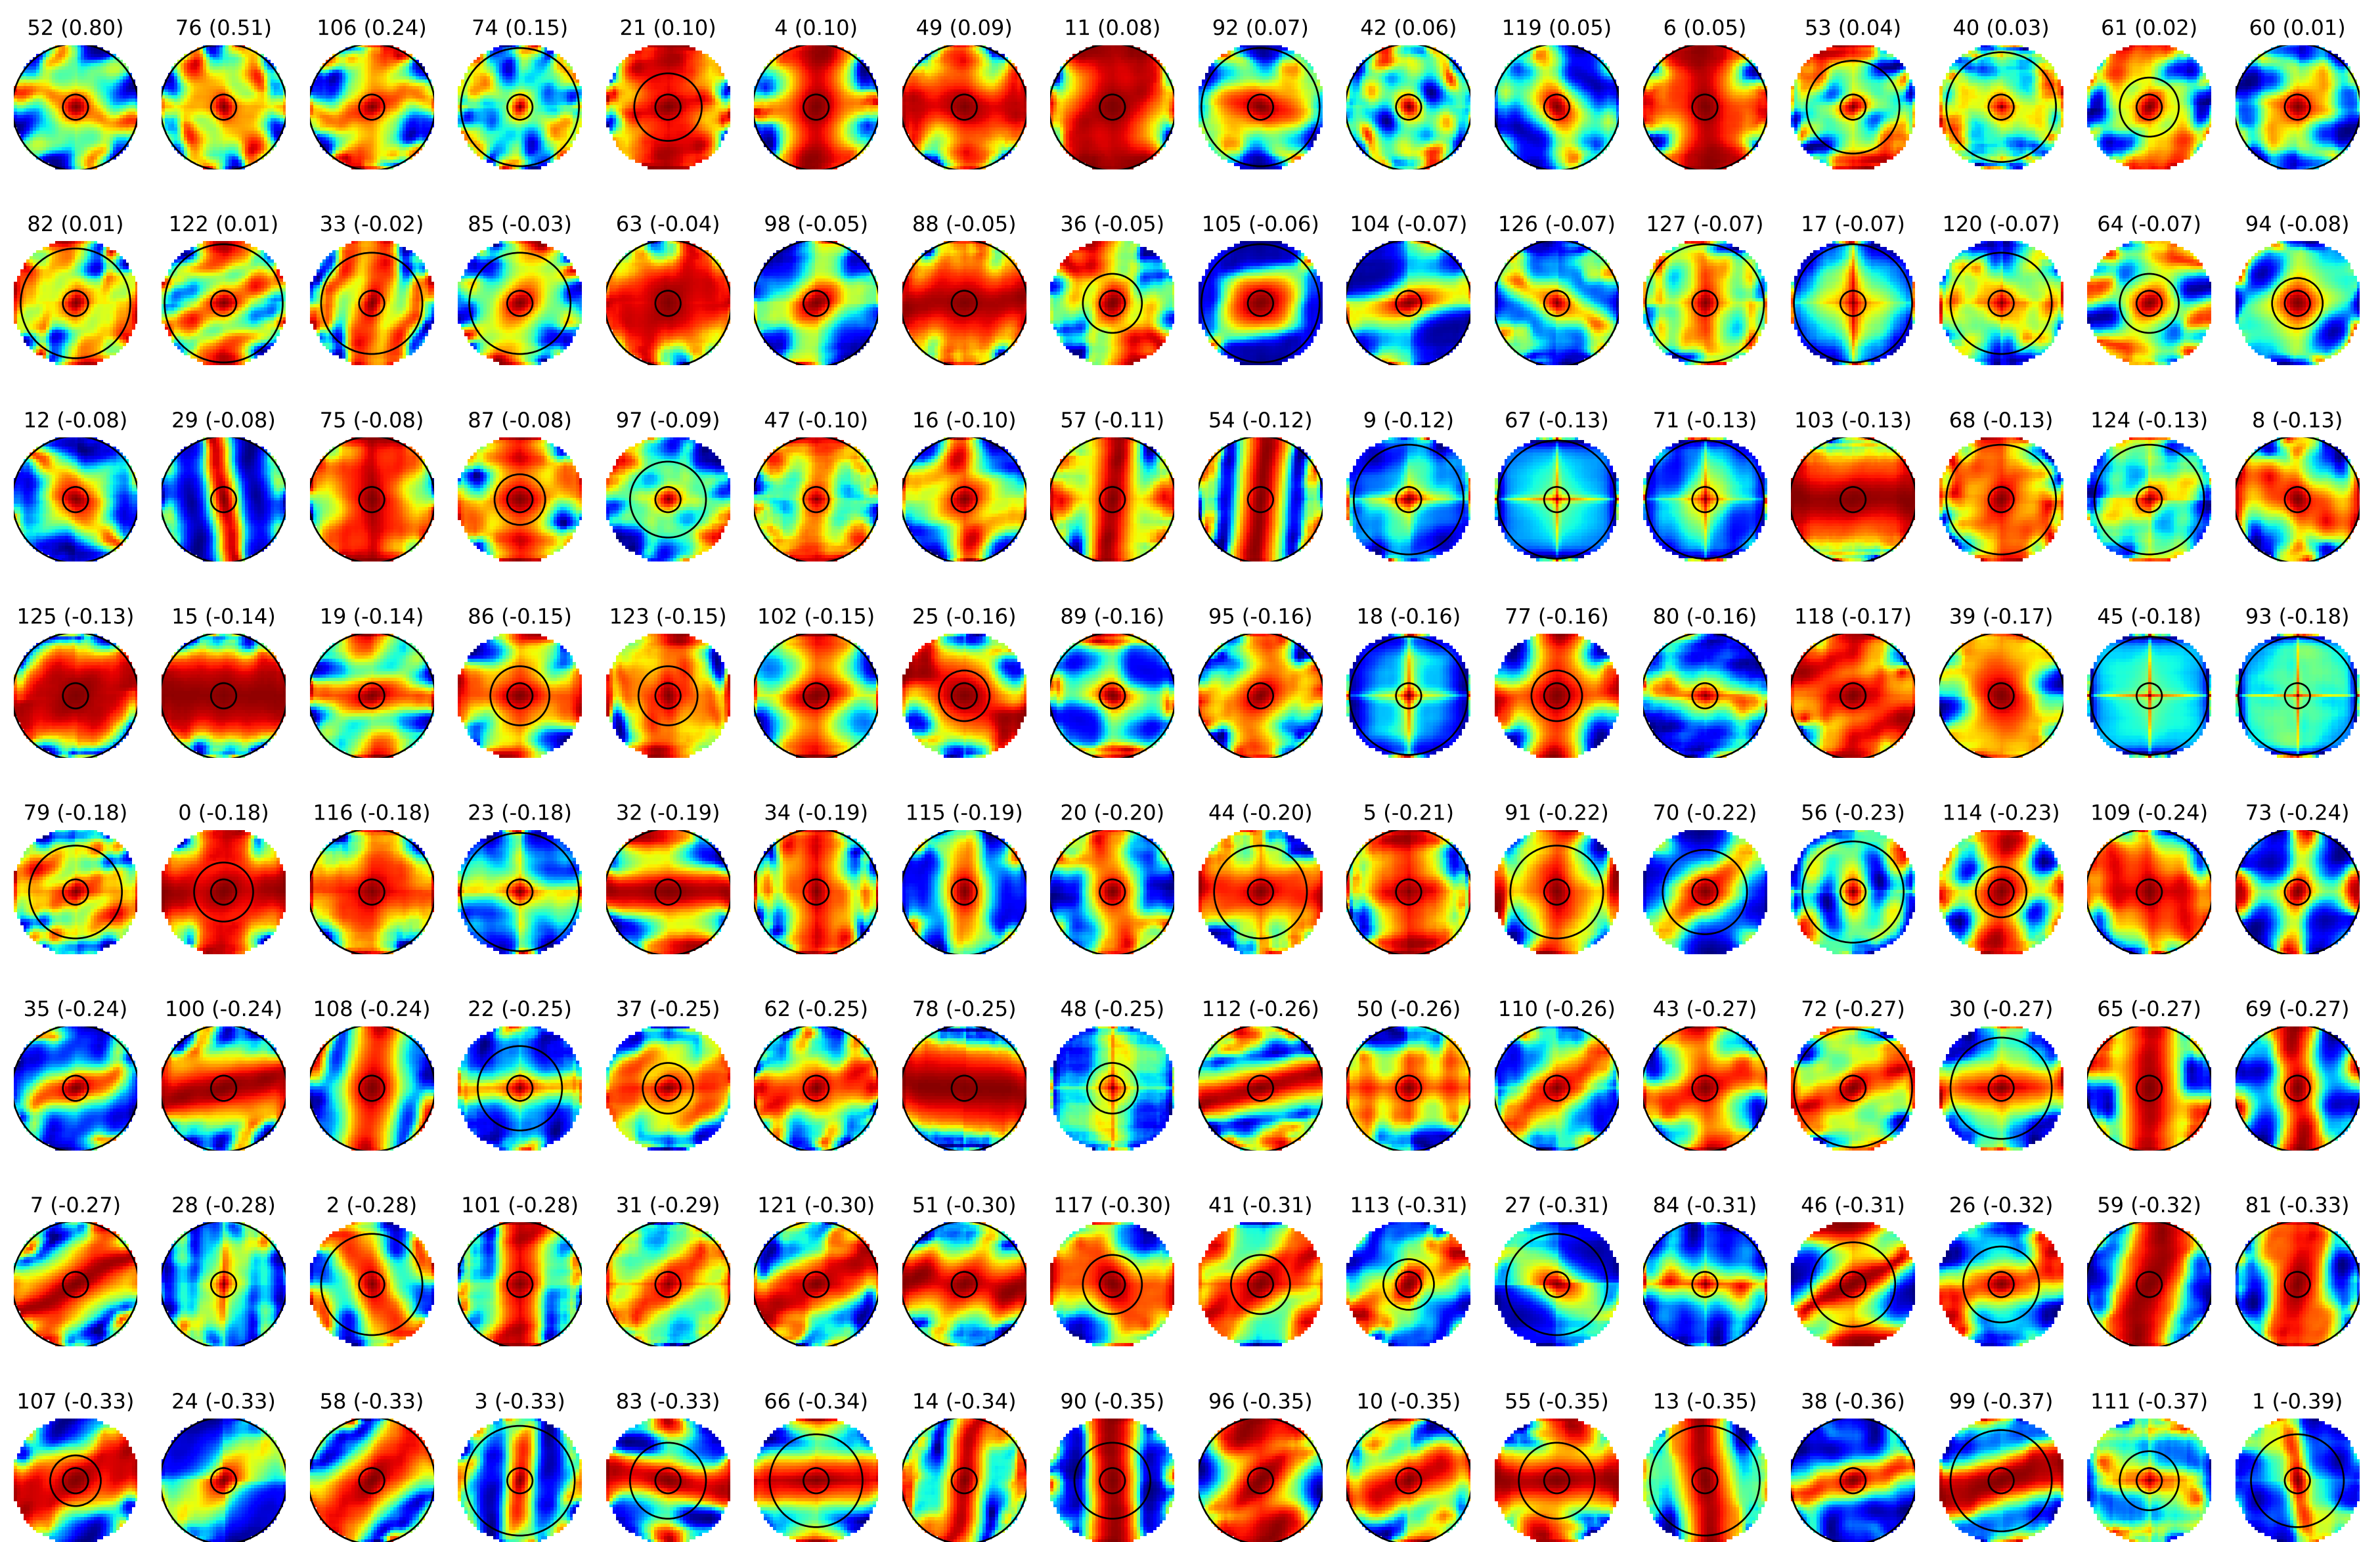 52 (0.80) 76 (0.51) 106 (0.24) 74 (0.15) 21 (0.10) 4 (0.10) 49 (0.09) 11 (0.08) 92 (0.07) 42 (0.06) 119 (0.05) 6 (0.05) 53 (0.04) 40 (0.03) 61 (0.02) 60 (0.01)
82 (0.01) 122 (0.01) 33 (-0.02) 85 (-0.03) 63 (-0.04) 98 (-0.05) 88 (-0.05) 36 (-0.05) 105 (-0.06) 104 (-0.07) 126 (-0.07) 127 (-0.07) 17 (-0.07) 120 (-0.07) 64 (-0.07) 94 (-0.08)
12 (-0.08) 29 (-0.08) 75 (-0.08) 87 (-0.08) 97 (-0.09) 47 (-0.10) 16 (-0.10) 57 (-0.11) 54 (-0.12) 9 (-0.12) 67 (-0.13) 71 (-0.13) 103 (-0.13) 68 (-0.13) 124 (-0.13) 8 (-0.13)
125 (-0.13) 15 (-0.14) 19 (-0.14) 86 (-0.15) 123 (-0.15) 102 (-0.15) 25 (-0.16) 89 (-0.16) 95 (-0.16) 18 (-0.16) 77 (-0.16) 80 (-0.16) 118 (-0.17) 39 (-0.17) 45 (-0.18) 93 (-0.18)
79 (-0.18) 0 (-0.18) 116 (-0.18) 23 (-0.18) 32 (-0.19) 34 (-0.19) 115 (-0.19) 20 (-0.20) 44 (-0.20) 5 (-0.21) 91 (-0.22) 70 (-0.22) 56 (-0.23) 114 (-0.23) 109 (-0.24) 73 (-0.24)
35 (-0.24) 100 (-0.24) 108 (-0.24) 22 (-0.25) 37 (-0.25) 62 (-0.25) 78 (-0.25) 48 (-0.25) 112 (-0.26) 50 (-0.26) 110 (-0.26) 43 (-0.27) 72 (-0.27) 30 (-0.27) 65 (-0.27) 69 (-0.27)
7 (-0.27) 28 (-0.28) 2 (-0.28) 101 (-0.28) 31 (-0.29) 121 (-0.30) 51 (-0.30) 117 (-0.30) 41 (-0.31) 113 (-0.31) 27 (-0.31) 84 (-0.31) 46 (-0.31) 26 (-0.32) 59 (-0.32) 81 (-0.33)
107 (-0.33) 24 (-0.33) 58 (-0.33) 3 (-0.33) 83 (-0.33) 66 (-0.34) 14 (-0.34) 90 (-0.35) 96 (-0.35) 10 (-0.35) 55 (-0.35) 13 (-0.35) 38 (-0.36) 99 (-0.37) 111 (-0.37) 1 (-0.39)